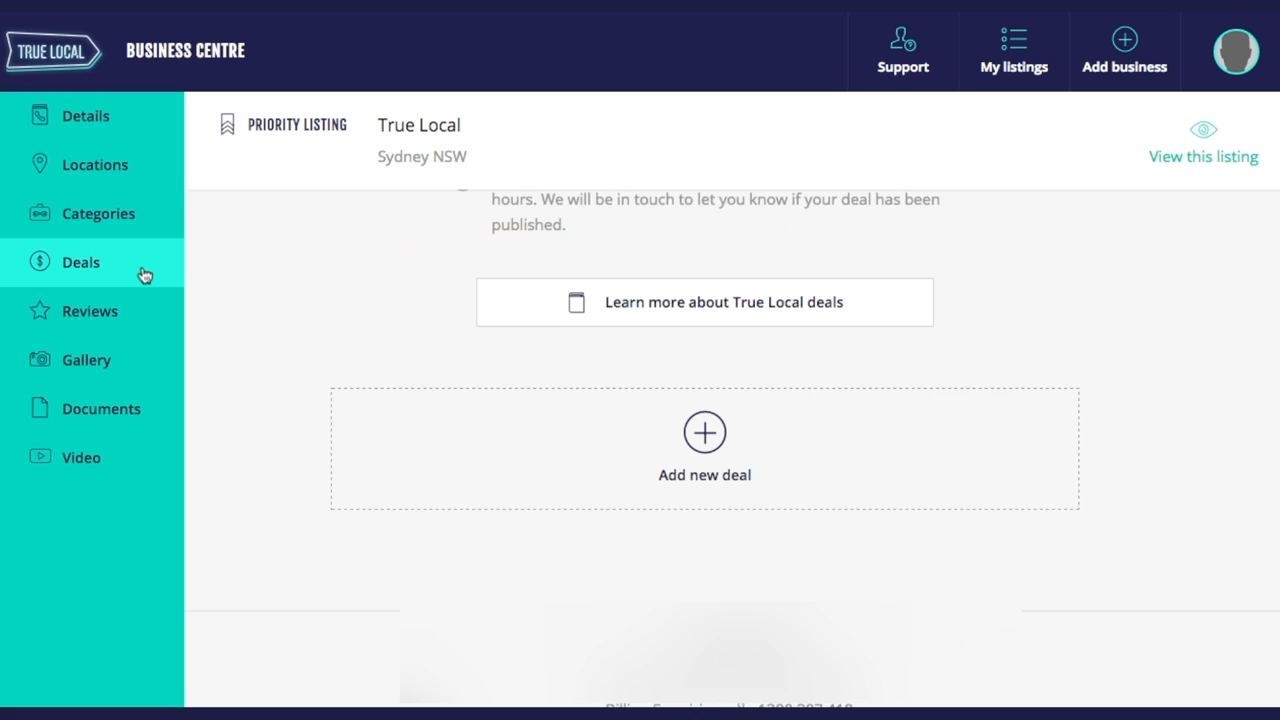 TRUE LOCAL
BUSINESS CENTRE
Support
My listings
Add business
Details
Locations
Categories
Deals
Reviews
Gallery
Documents
Video
PRIORITY LISTING
True Local
Sydney NSW
View this listing
hours. We will be in touch to let you know if your deal has been
published.
Learn more about True Local deals
Add new deal